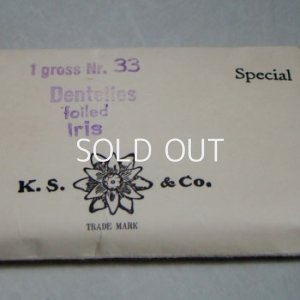 1 gross Nr. 33
Dentelles
foiled
Iris
Special
SOLD OUT
K. S. & Co.
TRADE MARK